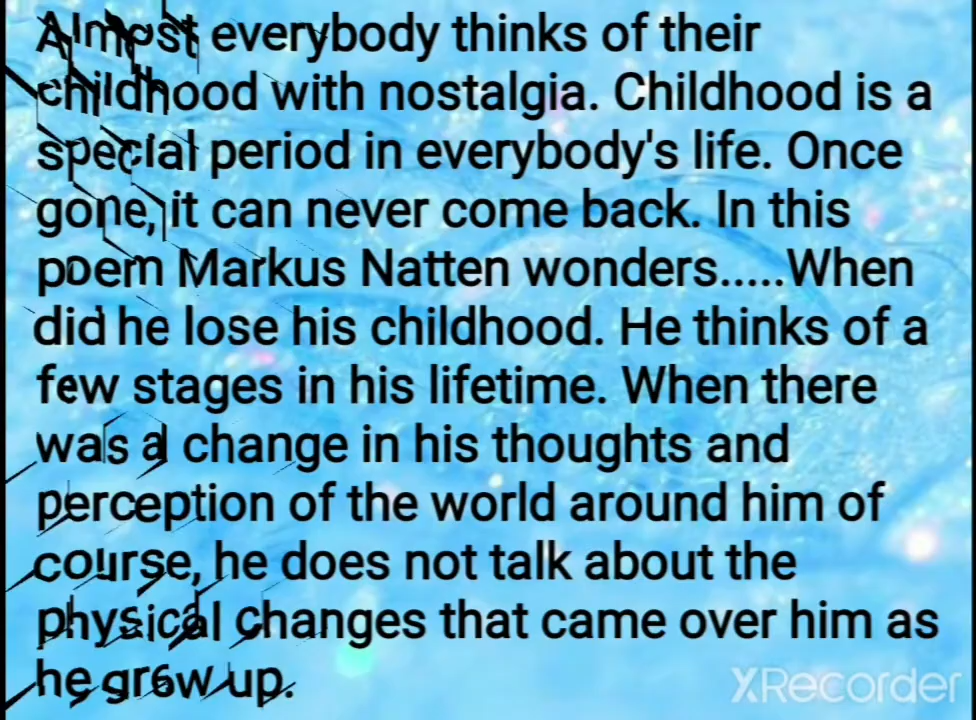 Almost everybody thinks of their
childhood with nostalgia. Childhood is a
special period in everybody's life. Once
gone, it can never come back. In this
poem Markus Natten wonders.....When
did he lose his childhood. He thinks of a
few stages in his lifetime. When there
was a change in his thoughts and
perception of the world around him of
course, he does not talk about the
physical changes that came over him as
he grew up.
XRecorder